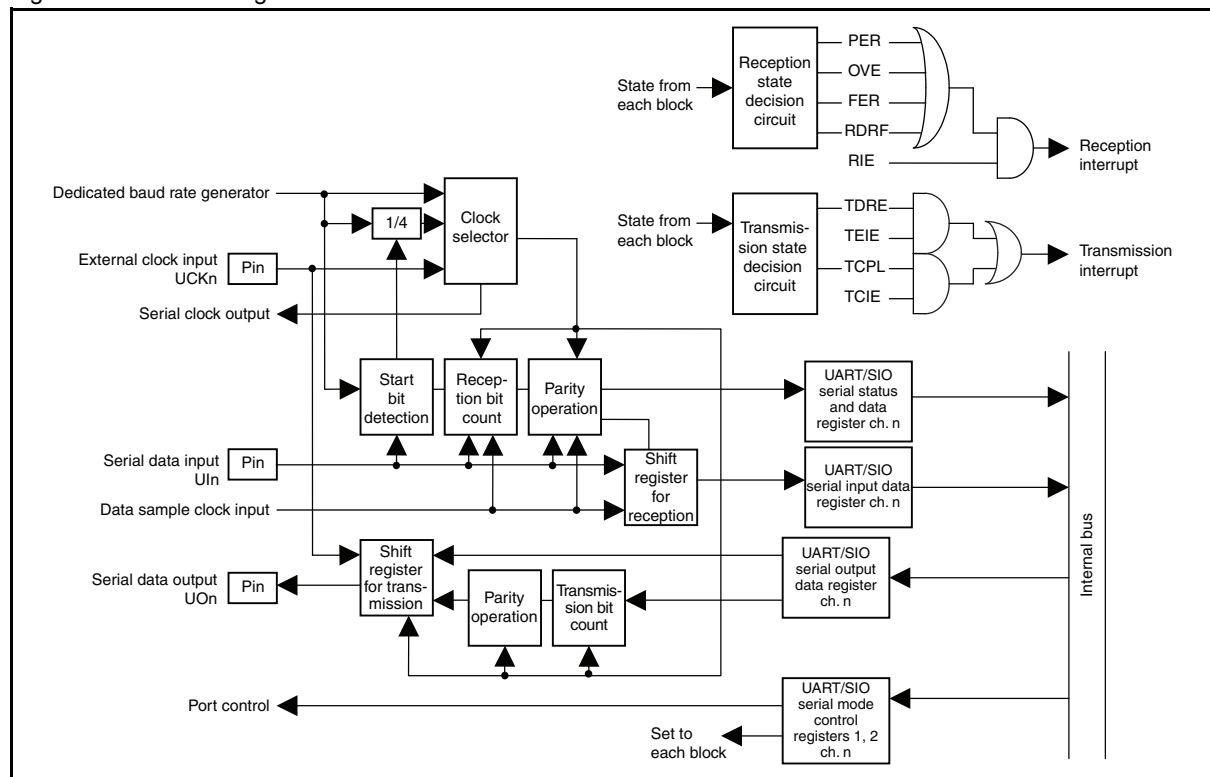 PER
Reception
state
decision
circuit
State from
each block
OVE
FER
RDRF
RIE
Reception
interrupt
Dedicated baud rate generator
1/4
Clock
selector
State from
each block
Transmis-
sion state
decision
circuit
TDRE
TEIE
TCPL
TCIE
Transmission
interrupt
External clock input
UCKn
Pin
Serial clock output
Start
bit
detection
Recep-
tion bit
count
Parity
operation
UART/SIO
serial status
and data
register ch. n
Serial data input
UIn
Pin
Shift
register
for
reception
UART/SIO
serial input data
register ch. n
Data sample clock input
Serial data output
UOn
Pin
Shift
register
for trans-
mission
Parity
operation
Transmis-
sion bit
count
UART/SIO
serial output
data register
ch. n
Internal bus
Port control
UART/SIO
serial mode
control
registers 1, 2
ch. n
Set to
each block